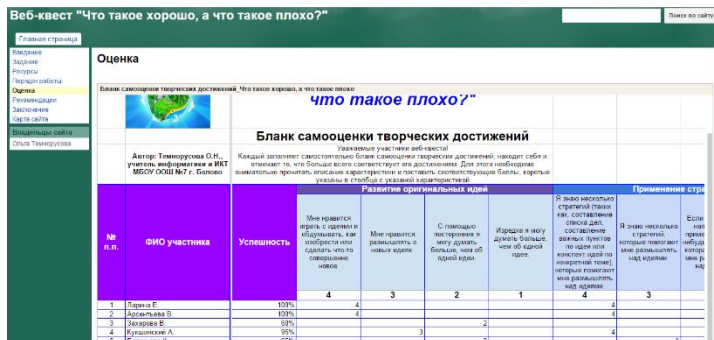 Веб-квест "Что такое хорошо, а что такое плохо?"
Поиск по сайту
Главная страница
Введение
Задание
Ресурсы
Порядок работы
Оценка
Рекомендации
Заключение
Карта сайта
Владельцы сайта
Ольга Темнорусова
Оценка
Бланк самооценки творческих достижений_Что такое хорошо, а что такое плохо
что такое плохо?"
Бланк самооценки творческих достижений
Автор: Темнорусова О.Н.,
учитель информатики и ИКТ
МБОУ ООШ №7 г. Белово
Уважаемые участники веб-квеста!
Каждый заполняет самостоятельно бланк самооценки творческих достижений, находит себя и
отмечает то, что больше всего соответствует его достижениям. Для этого необходимо
внимательно прочитать описание характеристики и поставить соответствующие баллы, которые
указаны в столбце с указанной характеристикой
Развитие оригинальных идей
Применение стра
№
п.п.
ФИО участника
Успешность
Мне нравится
играть с идеями и
обдумывать, как
изобрести или
сделать что-то
совершенно
новое.
Мне нравится
размышлять о
новых идеях.
С помощью
посторонних я
могу думать
больше, чем об
одной идеи.
Изредка я могу
думать больше,
чем об одной
идее.
Я знаю несколько
стратегий (таких
как, составление
списка дел,
составление
важных пунктов
по идеи или
конспект идей по
конкретной теме),
которые помогают
мне размышлять
над идеями.
Я знаю несколько
стратегий,
которые помогают
мне размышлять
над идеями.
Если
4 3 2 1 4 3
1 Ларина Е. 100% 4 4
2 Арсентьева В. 100% 4 4
3 Захарова В. 60% 2
4 Кукшинский А. 95% 3 4